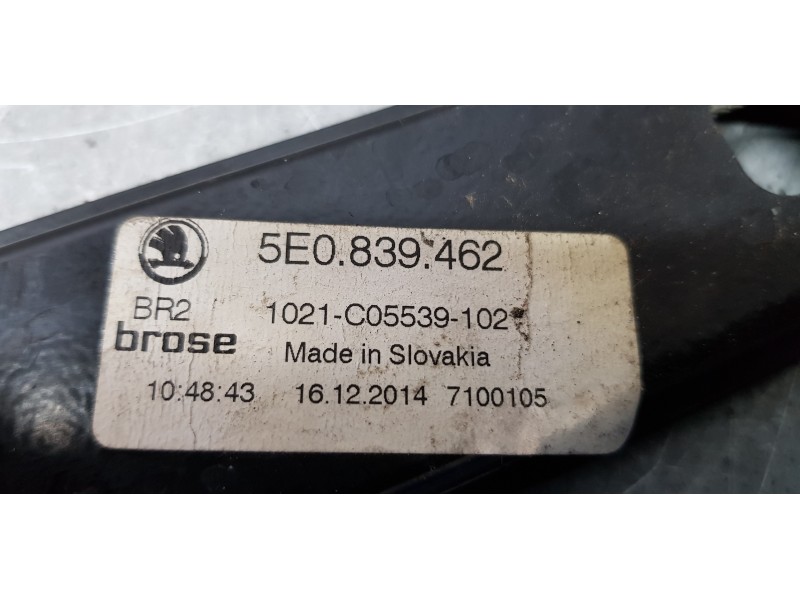 5E0.839.462
BR2 1021-C05539-102
brose Made in Slovakia
10:48:43 16.12.2014 7100105